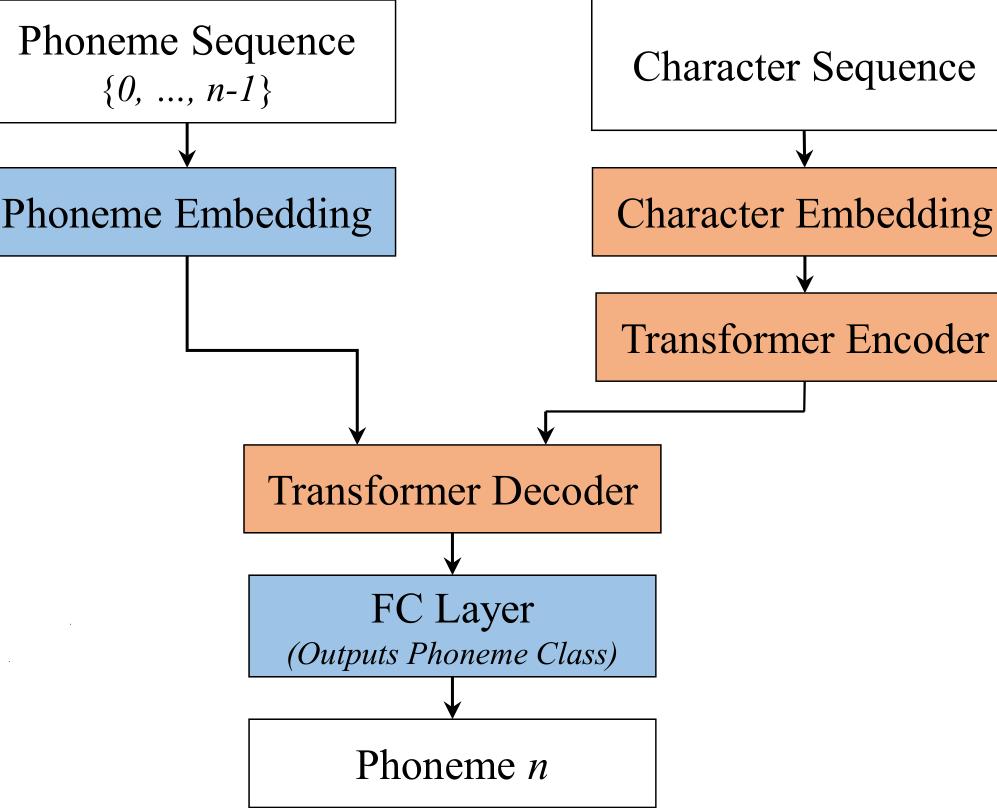 Phoneme Sequence
{0, ..., n-1}
Character Sequence
Phoneme Embedding
Character Embedding
Transformer Encoder
Transformer Decoder
FC Layer
(Outputs Phoneme Class)
Phoneme n